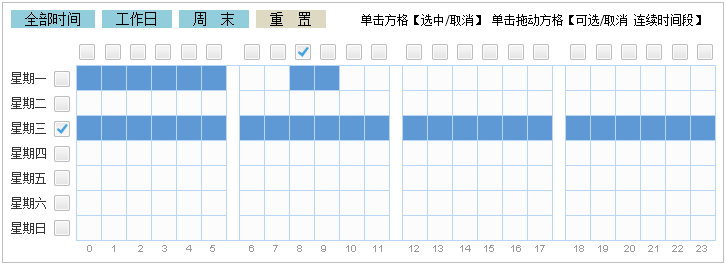 全部时间 工作日 周 末 重 置 单击方格【选中/取消】 单击拖动方格【可选/取消 连续时间段】
星期一
星期二
星期三
星期四
星期五
星期六
星期日
0 1 2 3 4 5 6 7 8 9 10 11 12 13 14 15 16 17 18 19 20 21 22 23